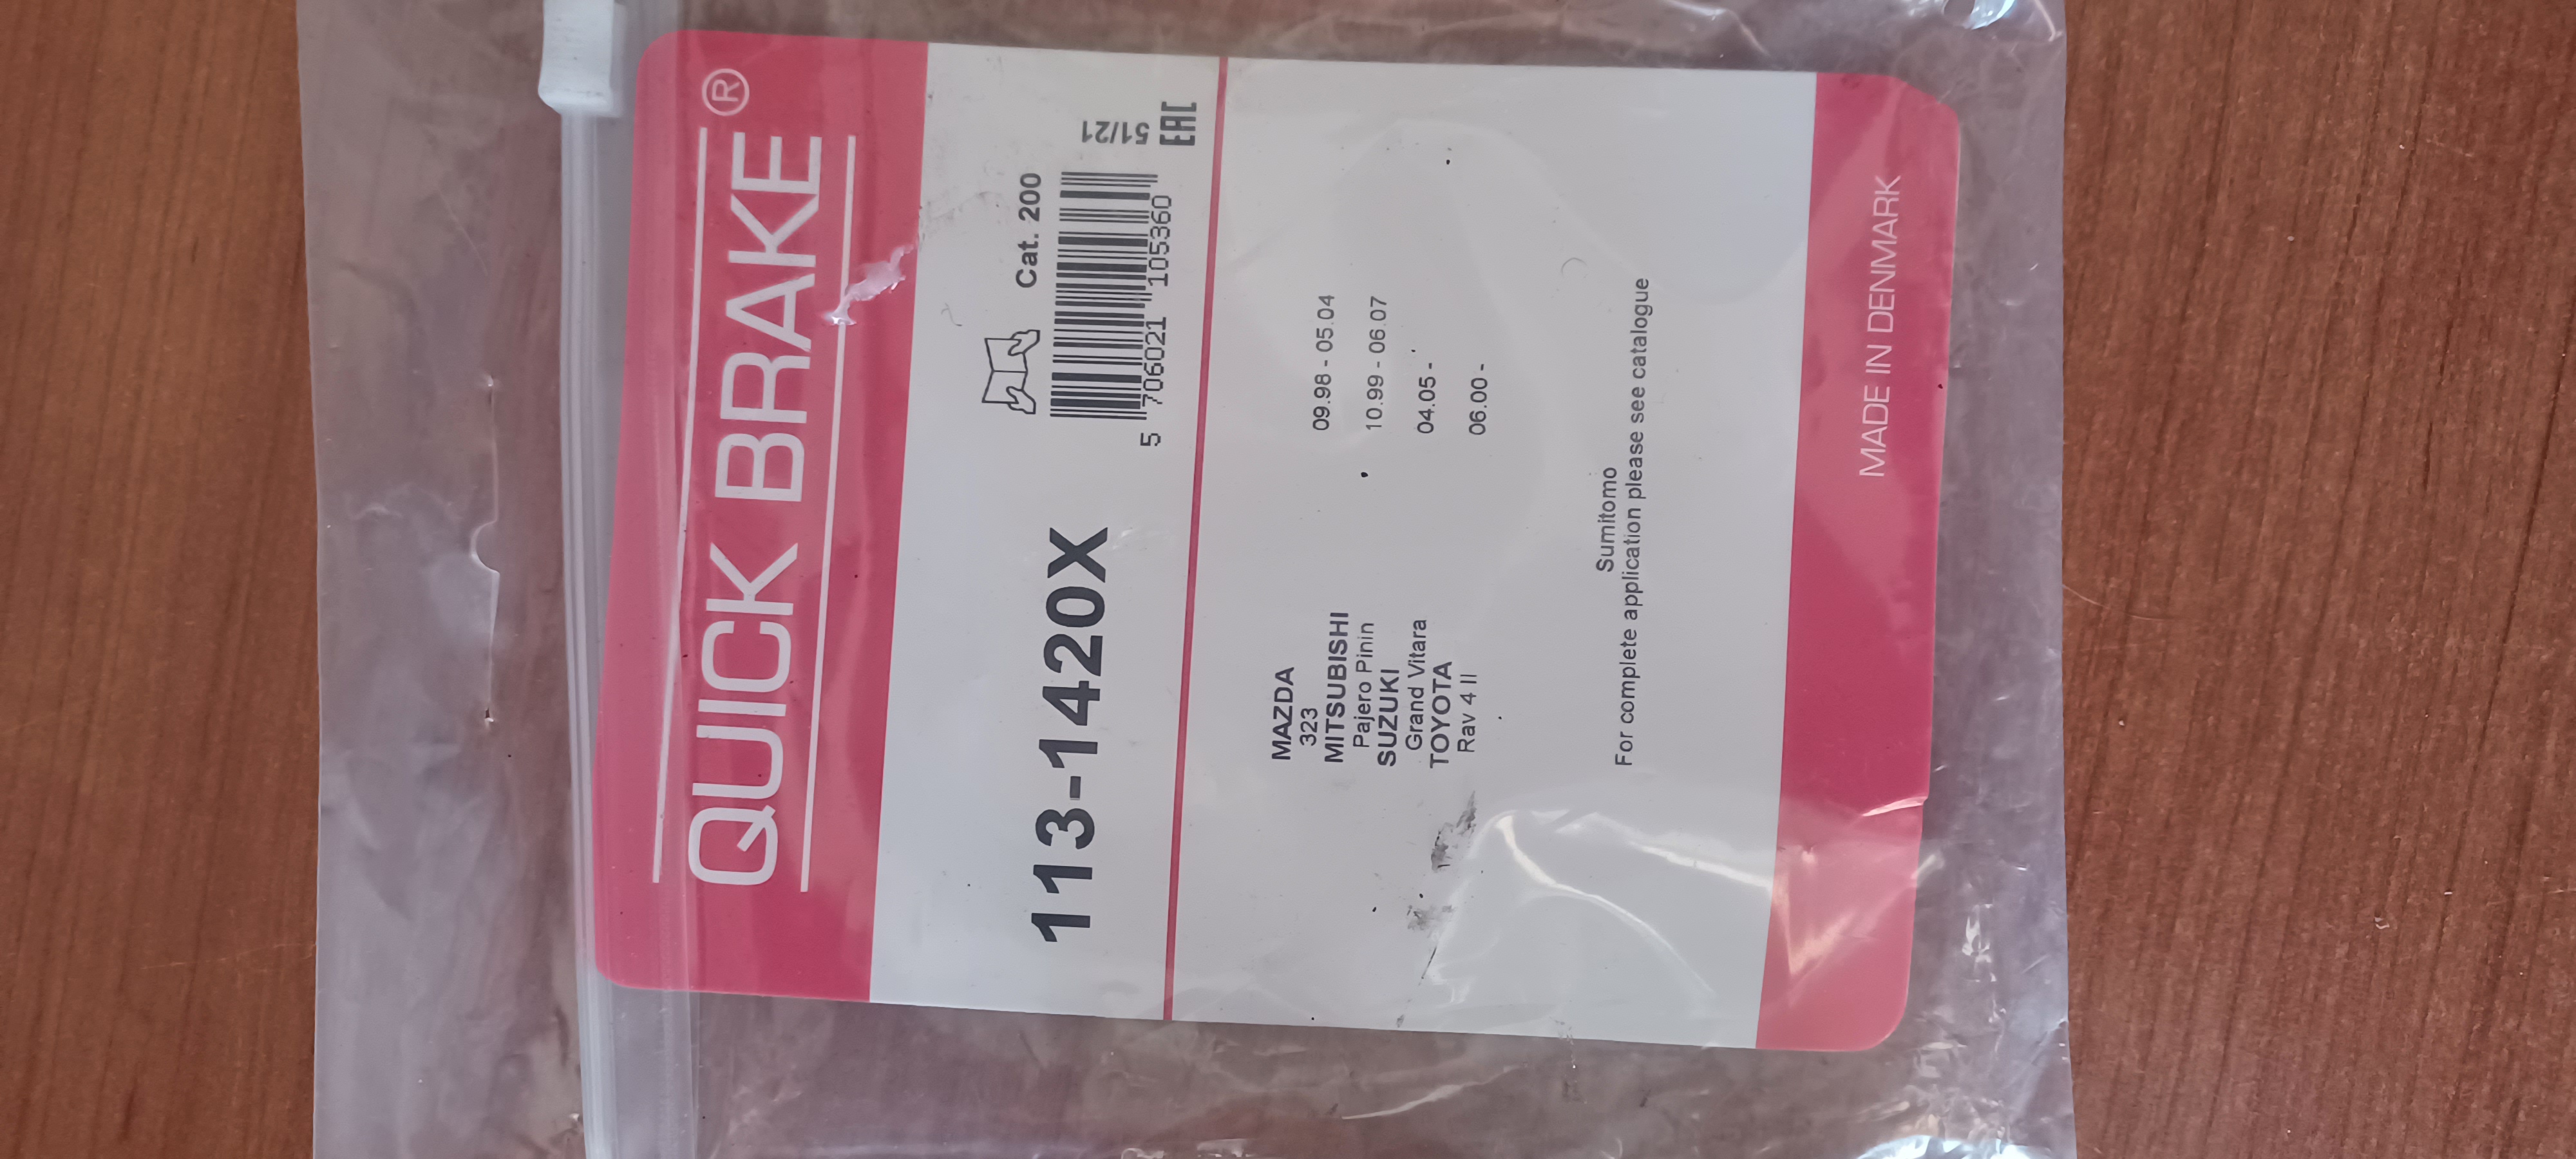 QUICK BRAKE®
Cat. 200
113-1420X
5 706021 105360
51/21
EAC
MAZDA
323 09.98 - 05.04
MITSUBISHI
Pajero Pinin 10.99 - 06.07
SUZUKI
Grand Vitara 04.05 -
TOYOTA
Rav 4 II 06.00 -
Sumitomo
For complete application please see catalogue
MADE IN DENMARK